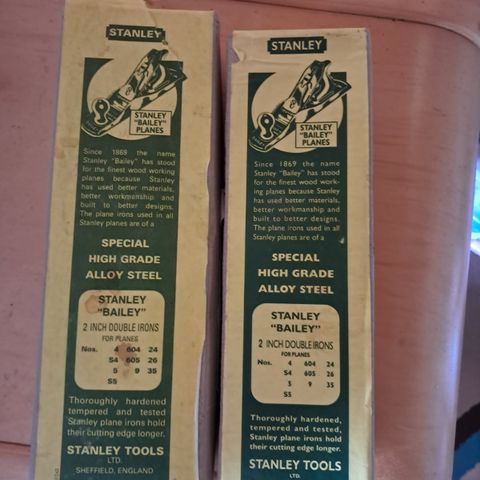 STANLEY
STANLEY
"BAILEY"
PLANES
Since 1869 the name
Stanley "Bailey" has stood
for the finest wood working
planes because Stanley
has used better materials,
better workmanship and
built to better designs.
The plane irons used in all
Stanley planes are of a
SPECIAL
HIGH GRADE
ALLOY STEEL
STANLEY
"BAILEY"
2 INCH DOUBLE IRONS
FOR PLANES
Nos. 4 604 24
S4 605 26
5 9 35
S5
Thoroughly hardened
tempered and tested
Stanley plane irons hold
their cutting edge longer.
STANLEY TOOLS
LTD.
SHEFFIELD, ENGLAND
STANLEY
STANLEY
"BAILEY"
PLANES
Since 1869 the name
Stanley "Bailey" has stood
for the finest wood work-
ing planes because Stanley
has used better materials,
better workmanship and
built to better designs.
The plane irons used in all
Stanley planes are of a
SPECIAL
HIGH GRADE
ALLOY STEEL
STANLEY
"BAILEY"
2 INCH DOUBLE IRONS
FOR PLANES
Nos. 4 604 24
S4 605 26
5 9 35
S5
Thoroughly hardened,
tempered and tested,
Stanley plane irons hold
their cutting edge longer.
STANLEY TOOLS
LTD.